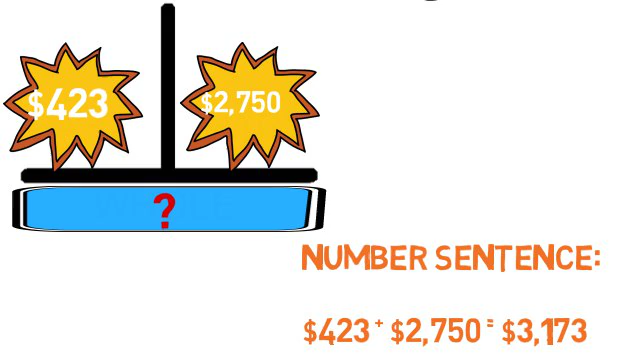 $423
$2,750
?
NUMBER SENTENCE:
$423 + $2,750 = $3,173